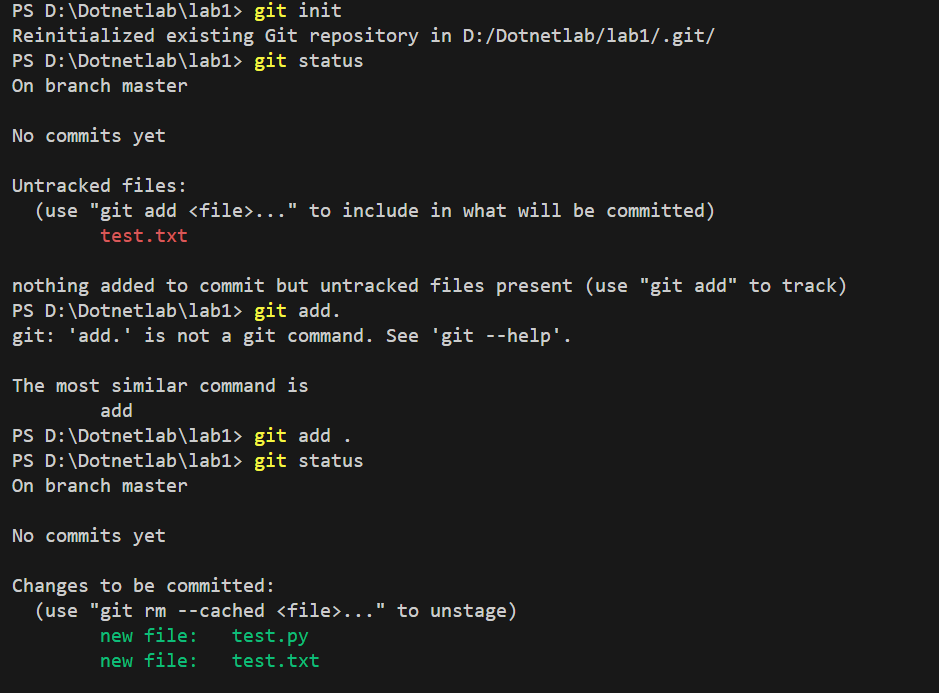 PS D:\Dotnetlab\lab1> git init
Reinitialized existing Git repository in D:/Dotnetlab/lab1/.git/
PS D:\Dotnetlab\lab1> git status
On branch master
No commits yet
Untracked files:
  (use "git add <file>..." to include in what will be committed)
        test.txt
nothing added to commit but untracked files present (use "git add" to track)
PS D:\Dotnetlab\lab1> git add.
git: 'add.' is not a git command. See 'git --help'.
The most similar command is
        add
PS D:\Dotnetlab\lab1> git add .
PS D:\Dotnetlab\lab1> git status
On branch master
No commits yet
Changes to be committed:
  (use "git rm --cached <file>..." to unstage)
        new file:   test.py
        new file:   test.txt